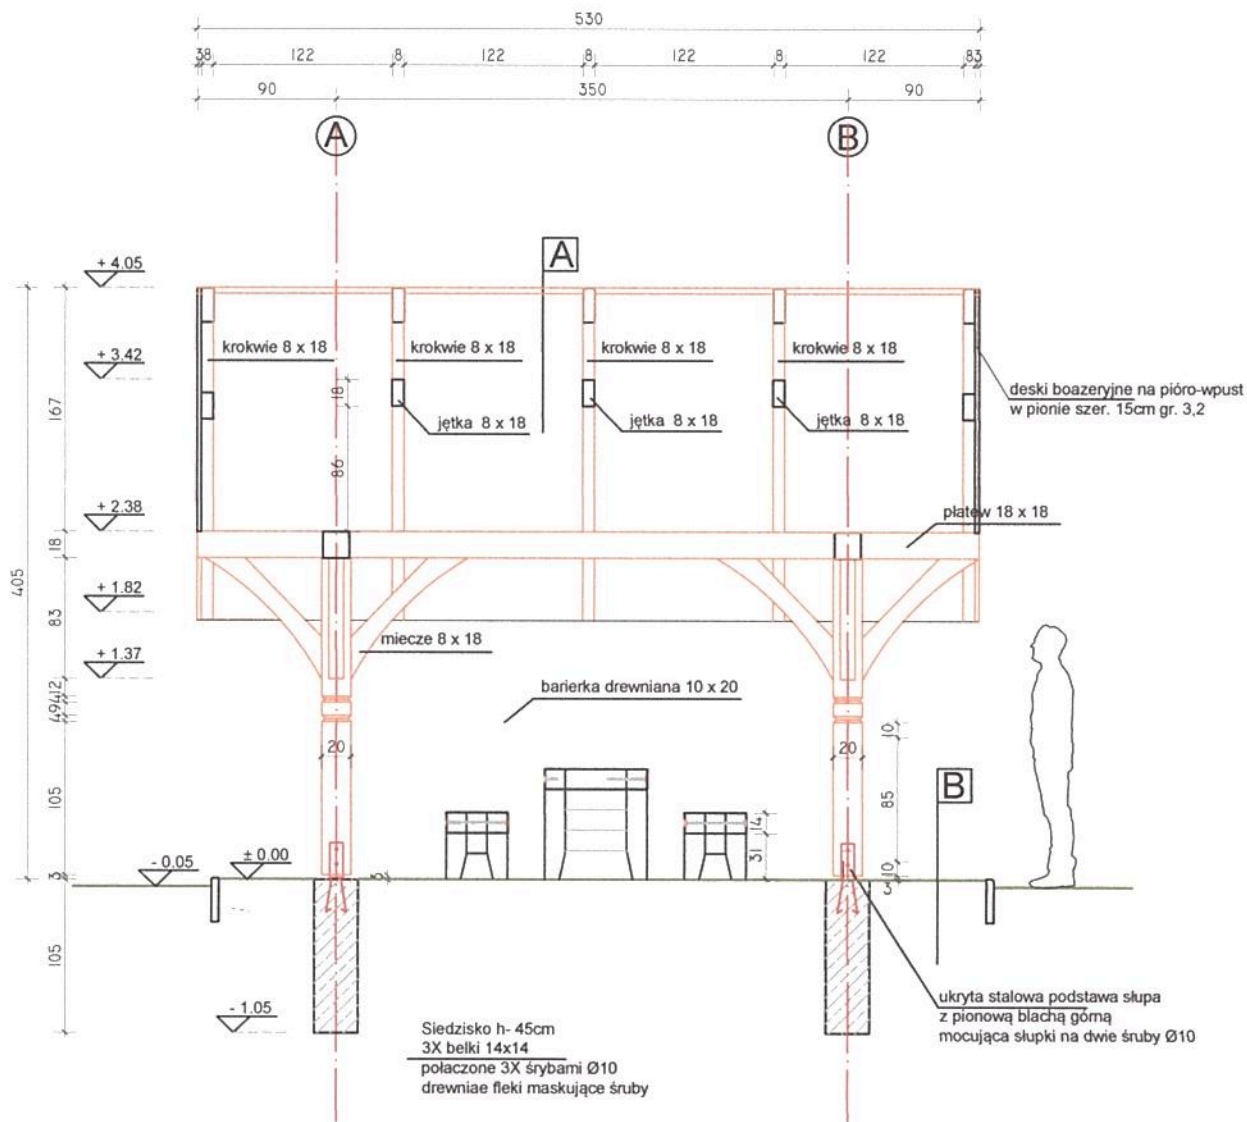 530
38 122 8 122 8 122 8 122 83
90 350 90
A B
+ 4.05
A
krokwie 8 x 18 krokwie 8 x 18 krokwie 8 x 18 krokwie 8 x 18
+ 3.42
18
deski boazeryjne na pióro-wpust
w pionie szer. 15cm gr. 3,2
167
jętka 8 x 18 jętka 8 x 18 jętka 8 x 18
86
+ 2.38
płatew 18 x 18
18
405
+ 1.82
83
miecze 8 x 18
+ 1.37
12
4
9
4
barierka drewniana 10 x 20
20 20
10
85
105
B
14
31
10
3
- 0.05 ± 0.00
3
3
105
- 1.05
ukryta stalowa podstawa słupa
z pionową blachą górną
mocująca słupki na dwie śruby Ø10
Siedzisko h- 45cm
3X belki 14x14
połaczone 3X śrybami Ø10
drewniae fleki maskujące śruby